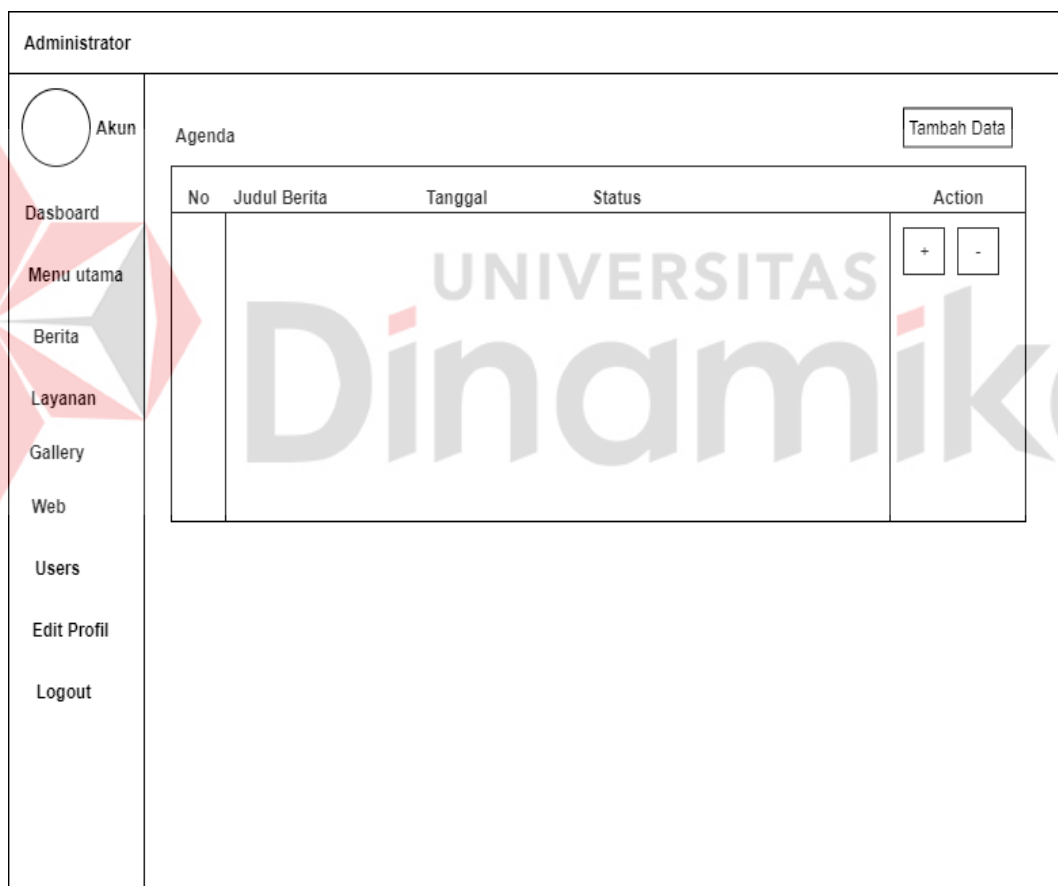 Administrator
Akun
Dasboard
Menu utama
Berita
Layanan
Gallery
Web
Users
Edit Profil
Logout
Agenda
Tambah Data
No Judul Berita Tanggal Status Action
+ -
UNIVERSITAS
Dinamika